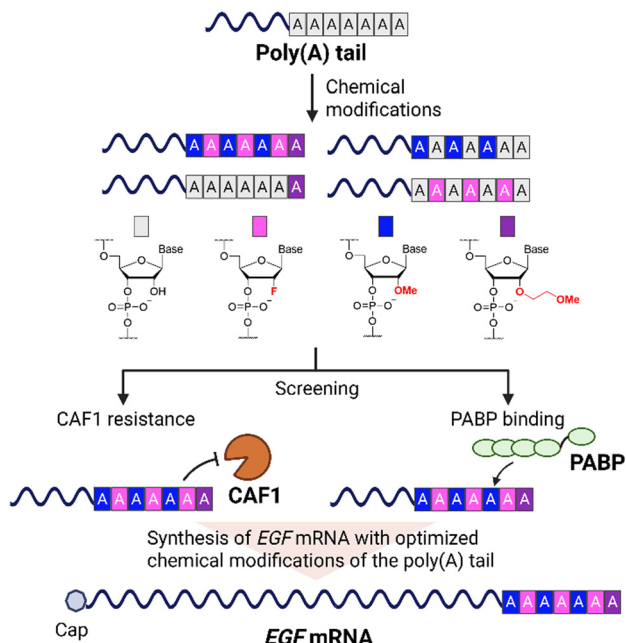 AAAAAAA
Poly(A) tail
Chemical
modifications
AAAAAAA
AAAAAAA
AAAAAAA
AAAAAAA
O Base O OH O P O⁻ O
O Base O F O P O⁻ O
O Base O OMe O P O⁻ O
O Base O O OMe O P O⁻ O
Screening
CAF1 resistance
PABP binding
PABP
CAF1
AAAAAAA
AAAAAAA
Synthesis of EGF mRNA with optimized
chemical modifications of the poly(A) tail
AAAAAAA
Cap
EGF mRNA